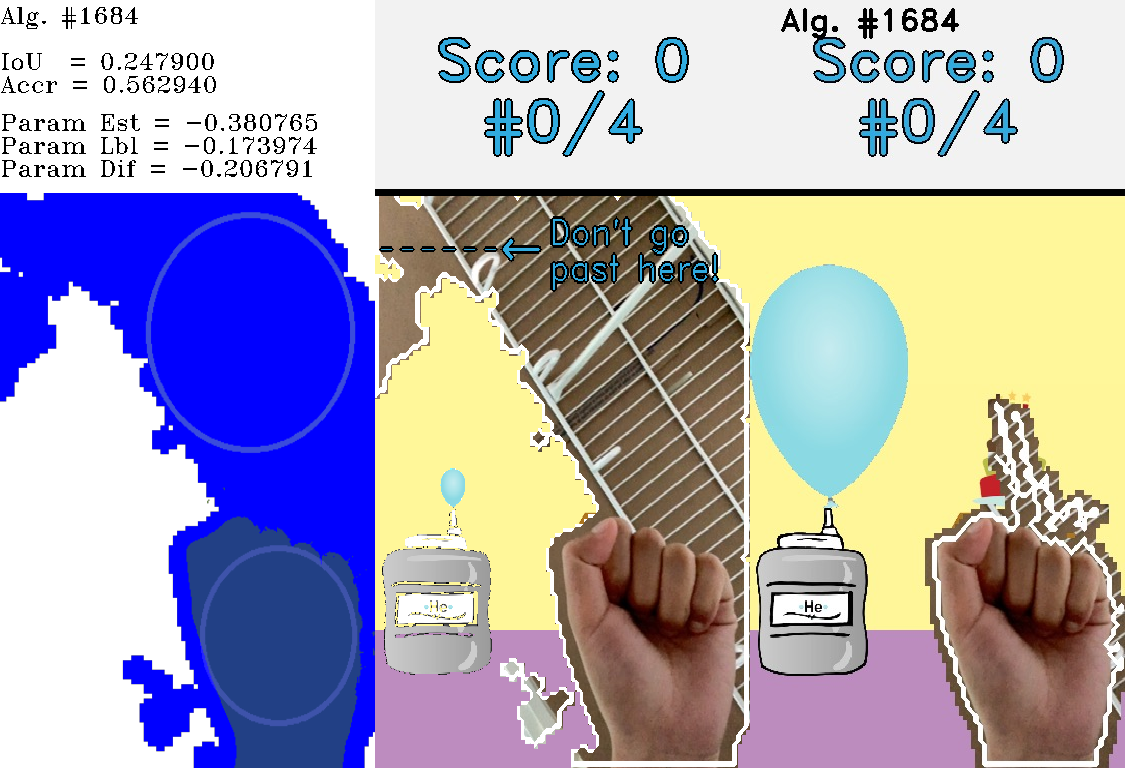 Alg. #1684
IoU = 0.247900
Accr = 0.562940
Param Est = -0.380765
Param Lbl = -0.173974
Param Dif = -0.206791
Score: 0
#0/4
Don't go
past here!
He
Alg. #1684
Score: 0
#0/4
He